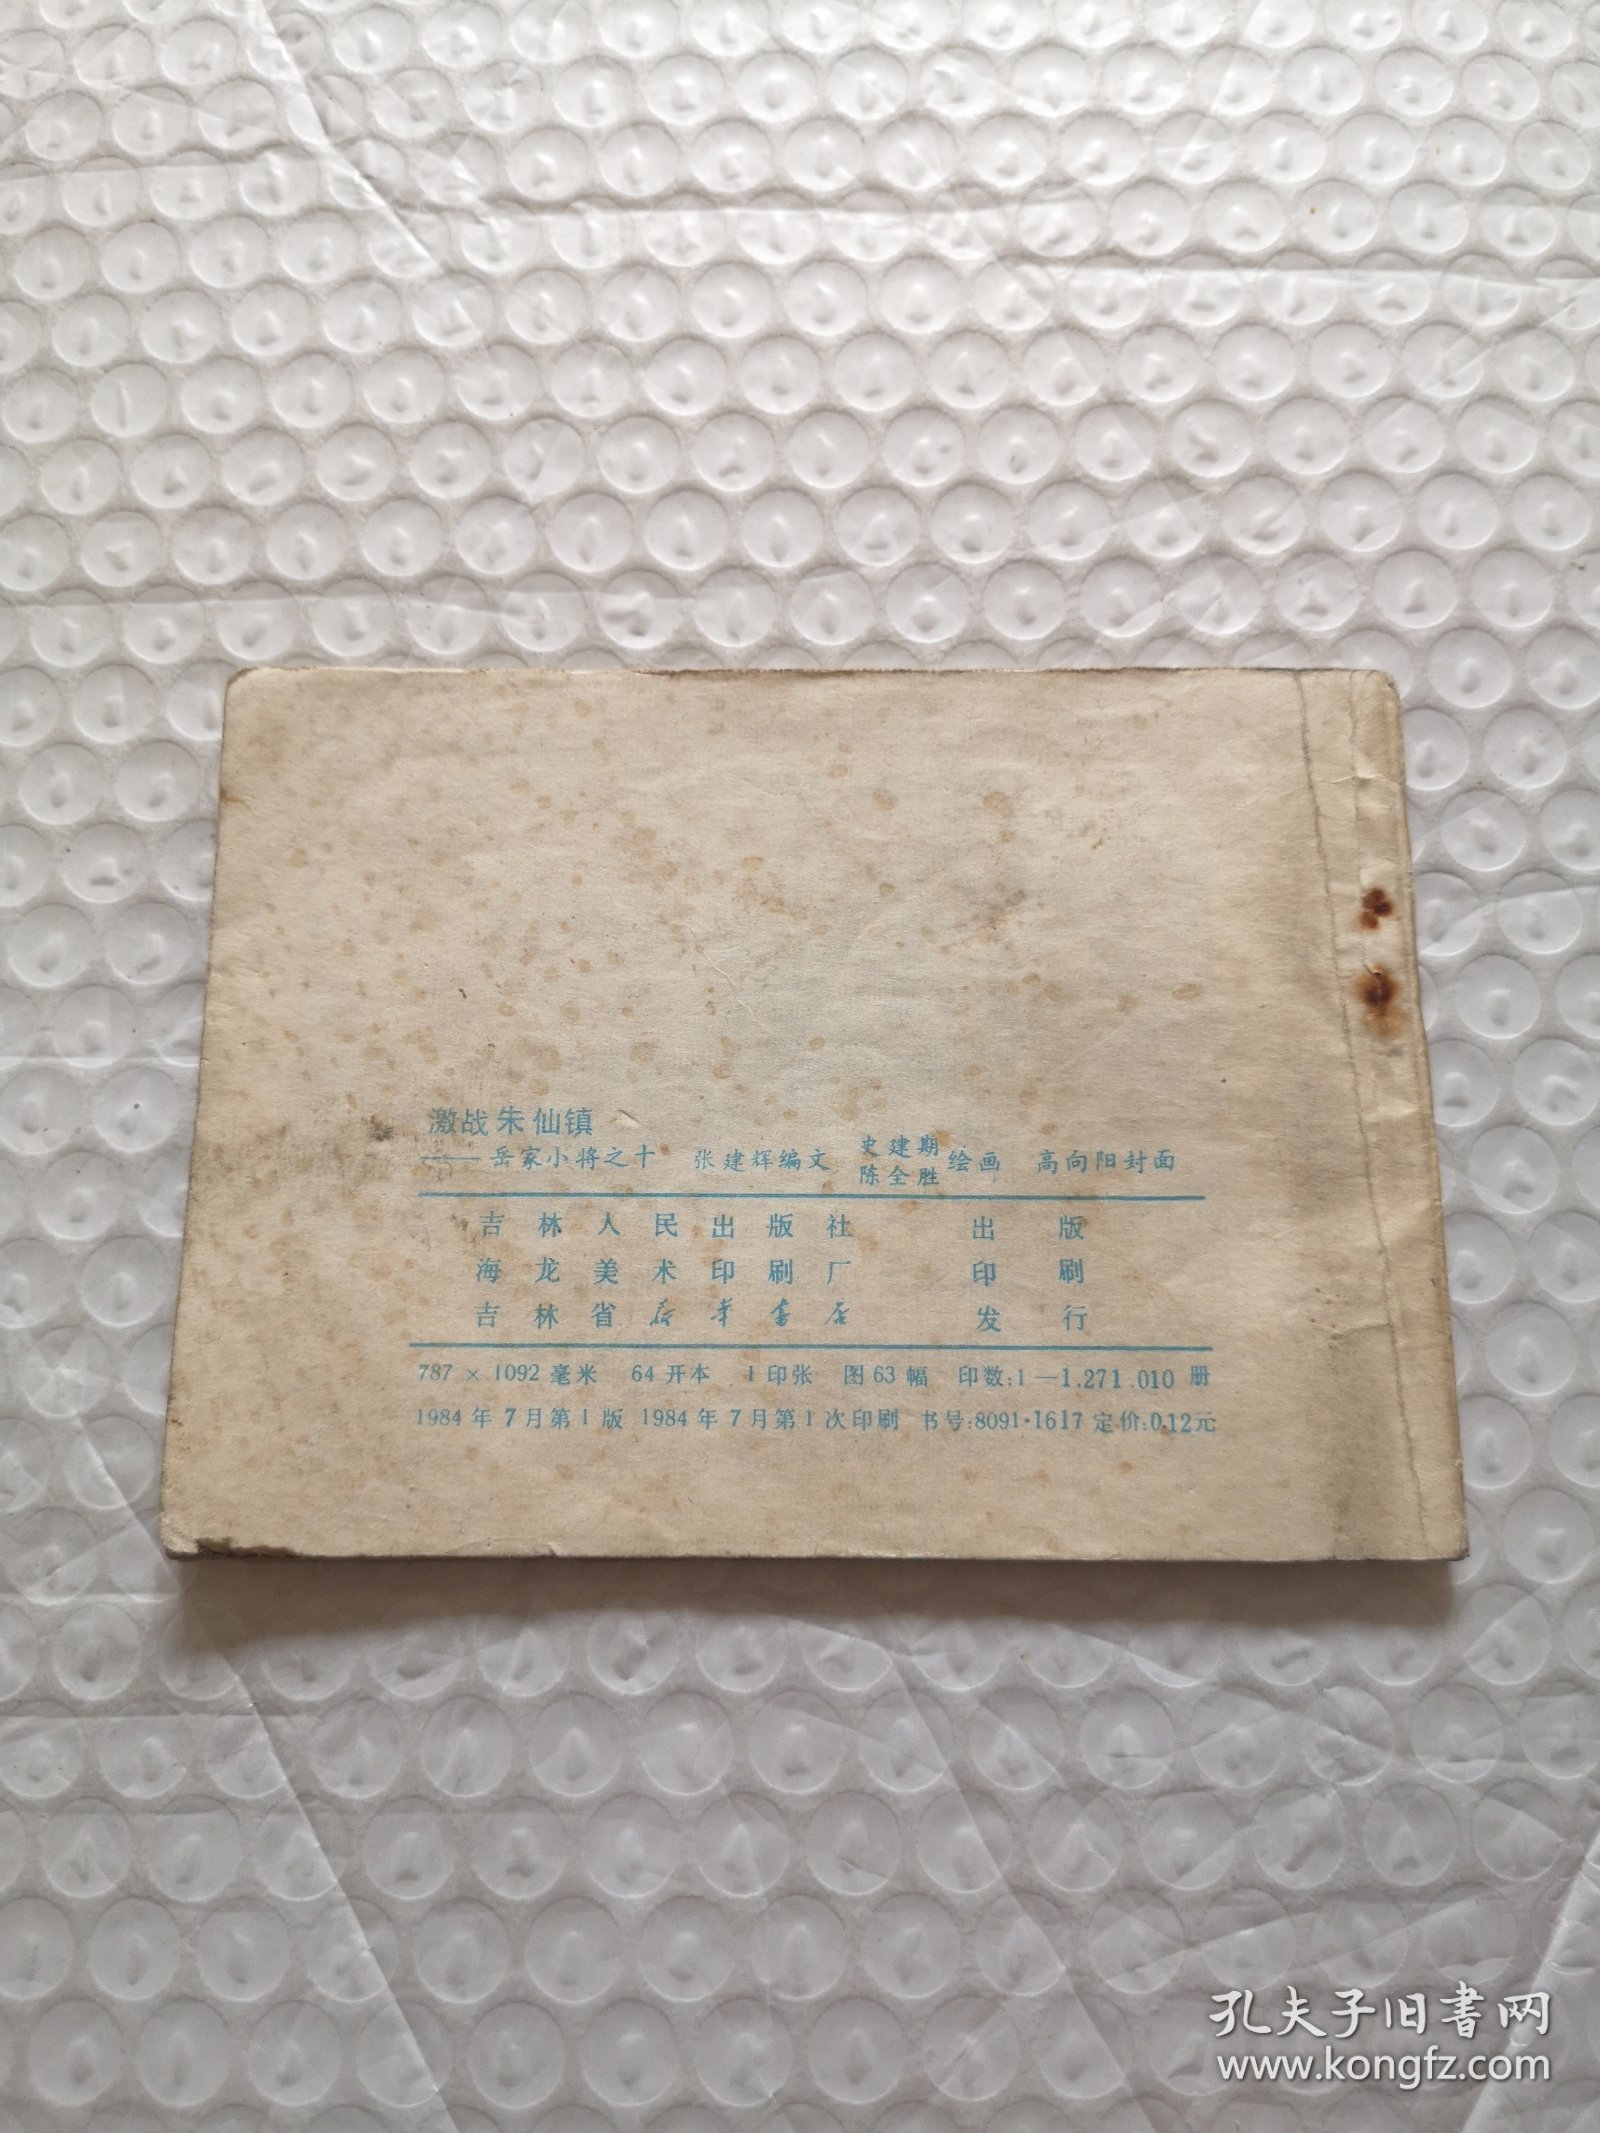 激战朱仙镇
——岳家小将之十 张建辉编文 史建期 陈全胜 绘画 高向阳封面
吉林人民出版社 出版
海龙美术印刷厂 印刷
吉林省新华书店 发行
787×1092毫米 64开本 1印张 图63幅 印数:1—1.271.010册
1984年7月第1版 1984年7月第1次印刷 书号:8091·1617 定价:0.12元
孔夫子旧书网
www.kongfz.com